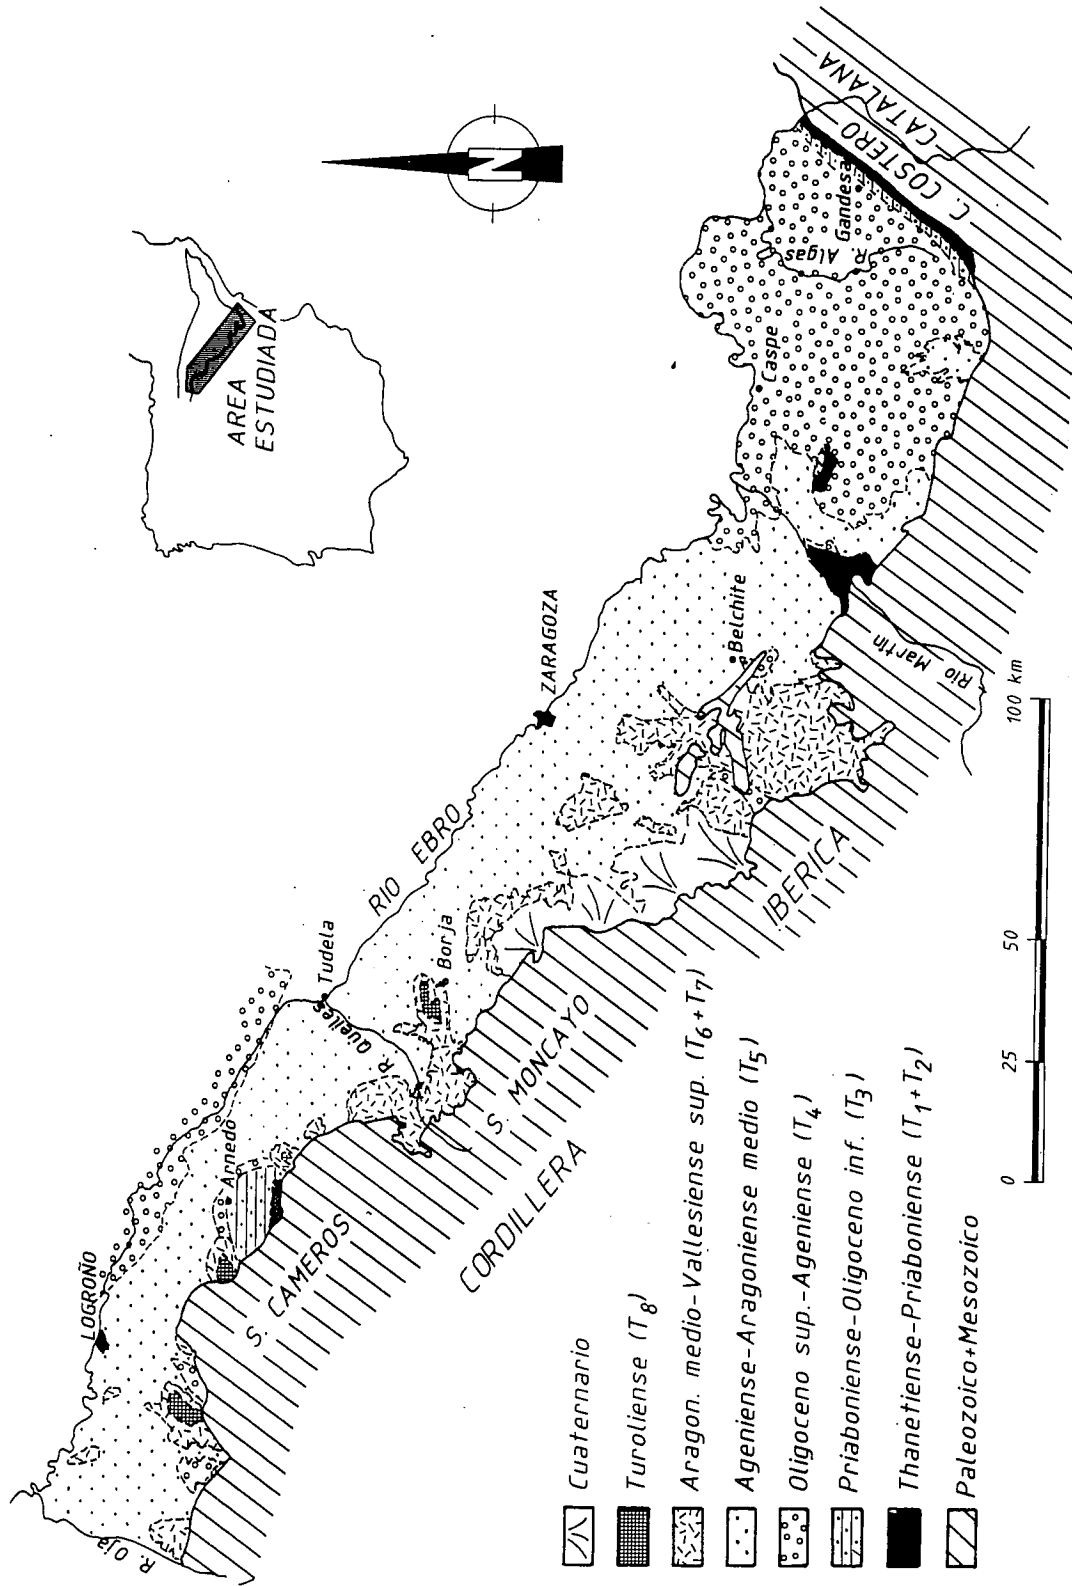 AREA
ESTUDIADA
N
LOGROÑO
R. Oja
Arnedo
Tudela
R. Queiles
RIO EBRO
Borja
ZARAGOZA
Belchite
Caspe
R. Algas
Gandesa
C. COSTERO
CATALANA
S. CAMEROS
S. MONCAYO
CORDILLERA
IBERICA
Río Martín
Cuaternario
Turoliense (T8)
Aragon. medio-Vallesiense sup. (T6+T7)
Ageniense-Aragoniense medio (T5)
Oligoceno sup.-Ageniense (T4)
Priaboniense-Oligoceno inf. (T3)
Thanetiense-Priaboniense (T1+T2)
Paleozoico+Mesozoico
0 25 50 100 km